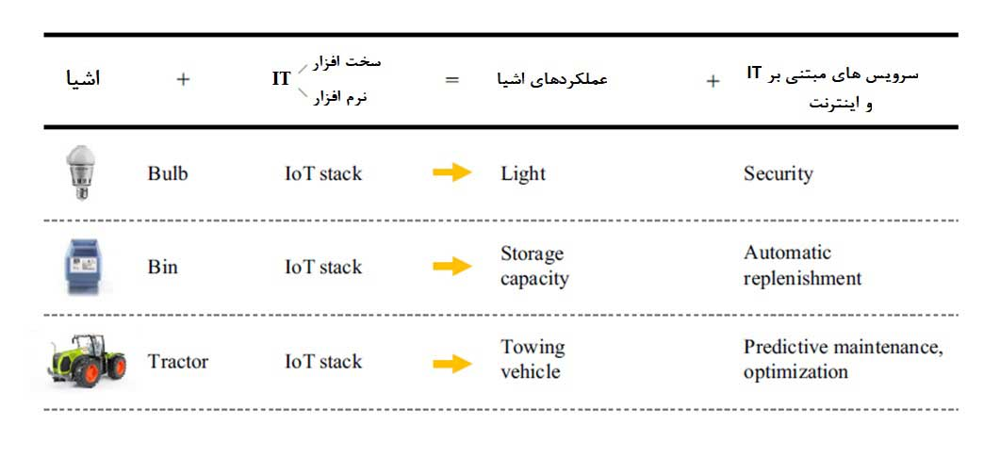 اشیا + IT سخت افزار = عملکردهای اشیا + سرویس های مبتنی بر IT
نرم افزار و اینترنت
Bulb IoT stack Light Security
Bin IoT stack Storage capacity Automatic replenishment
Tractor IoT stack Towing vehicle Predictive maintenance, optimization